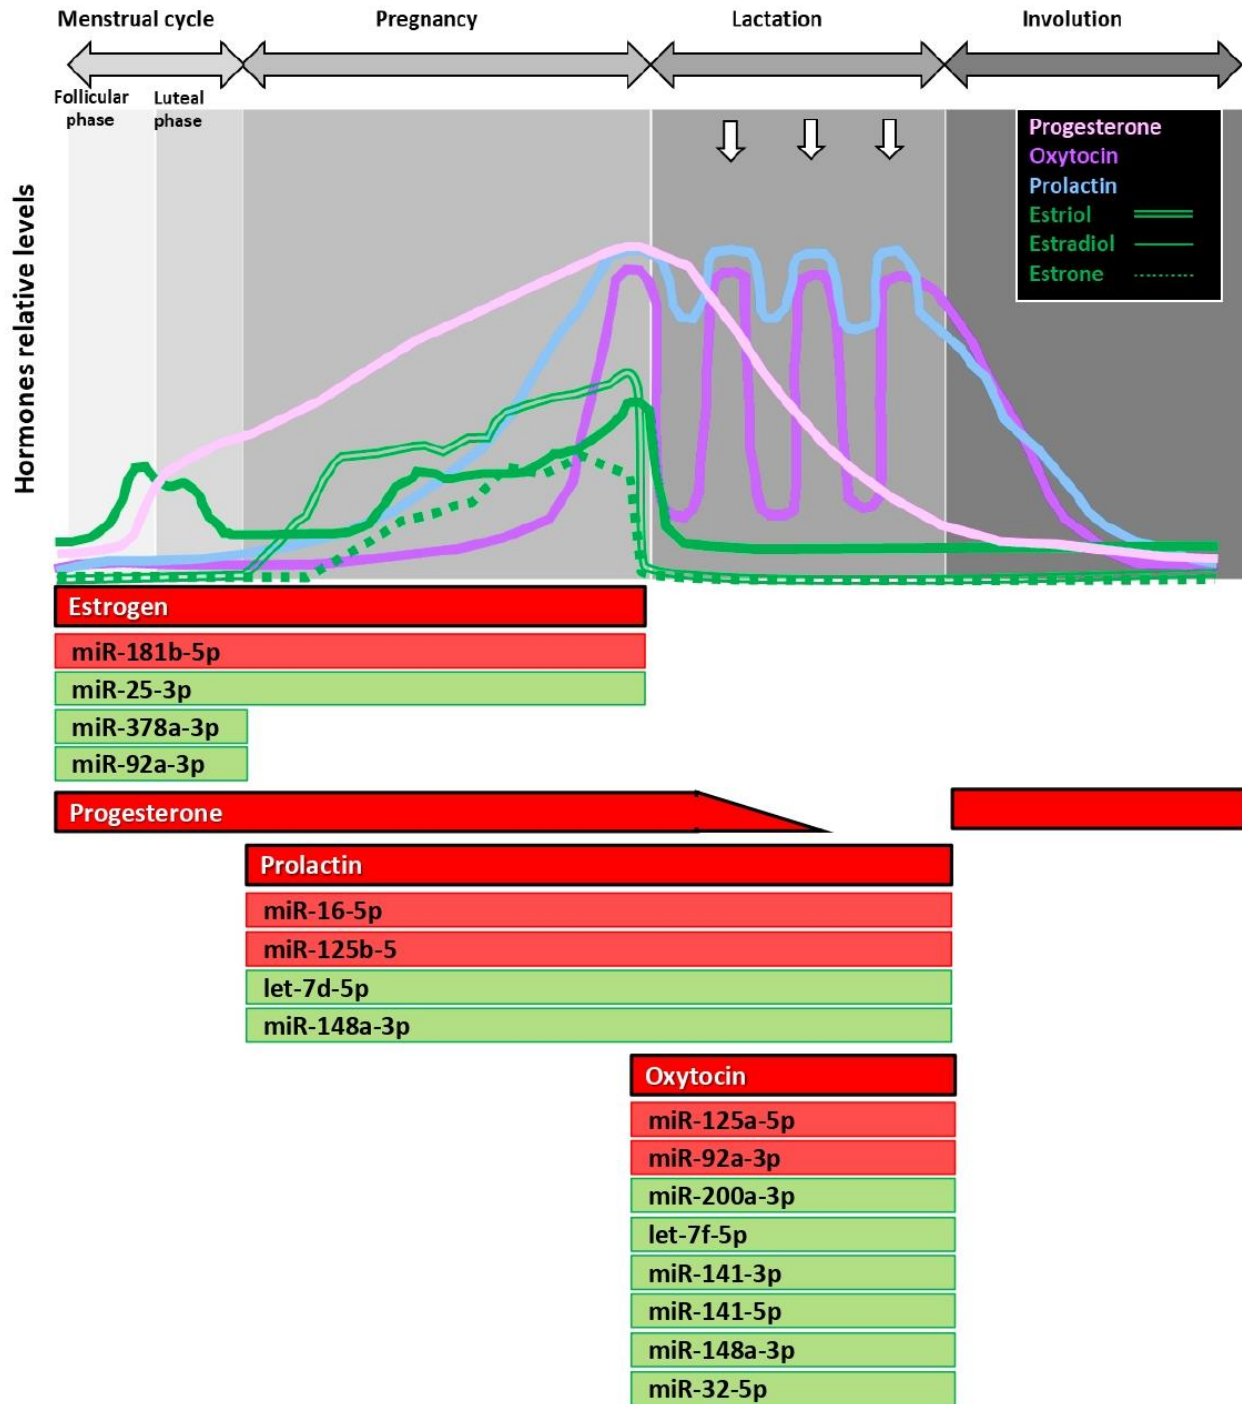 Menstrual cycle
Pregnancy
Lactation
Involution
Follicular
phase
Luteal
phase
Hormones relative levels
Progesterone
Oxytocin
Prolactin
Estriol
Estradiol
Estrone
Estrogen
miR-181b-5p
miR-25-3p
miR-378a-3p
miR-92a-3p
Progesterone
Prolactin
miR-16-5p
miR-125b-5
let-7d-5p
miR-148a-3p
Oxytocin
miR-125a-5p
miR-92a-3p
miR-200a-3p
let-7f-5p
miR-141-3p
miR-141-5p
miR-148a-3p
miR-32-5p